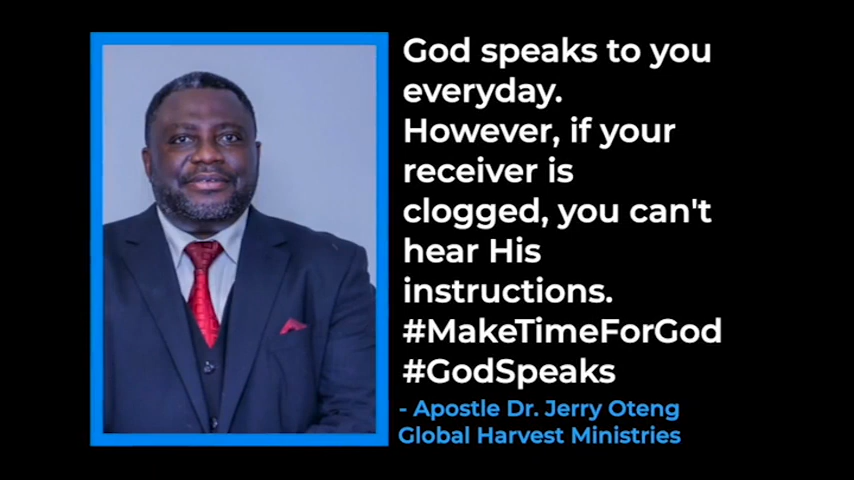 God speaks to you
everyday.
However, if your
receiver is
clogged, you can't
hear His
instructions.
#MakeTimeForGod
#GodSpeaks
- Apostle Dr. Jerry Oteng
Global Harvest Ministries